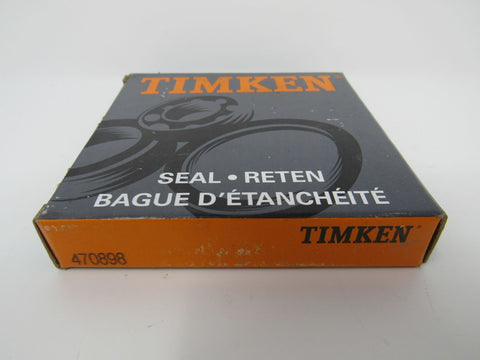 TIMKEN
SEAL • RETEN
BAGUE D'ÉTANCHÉITÉ
TIMKEN
470898